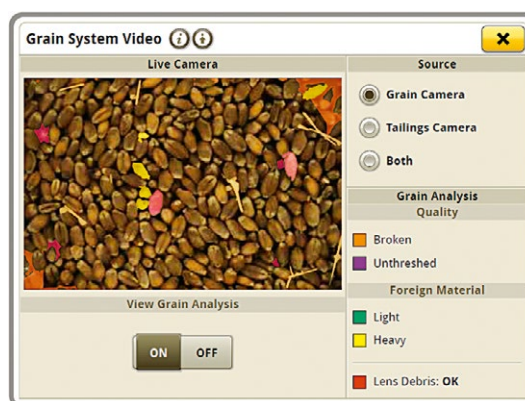 Grain System Video
Live Camera
Source
Grain Camera
Tailings Camera
Both
Grain Analysis
Quality
Broken
Unthreshed
Foreign Material
Light
Heavy
Lens Debris: OK
View Grain Analysis
ON OFF